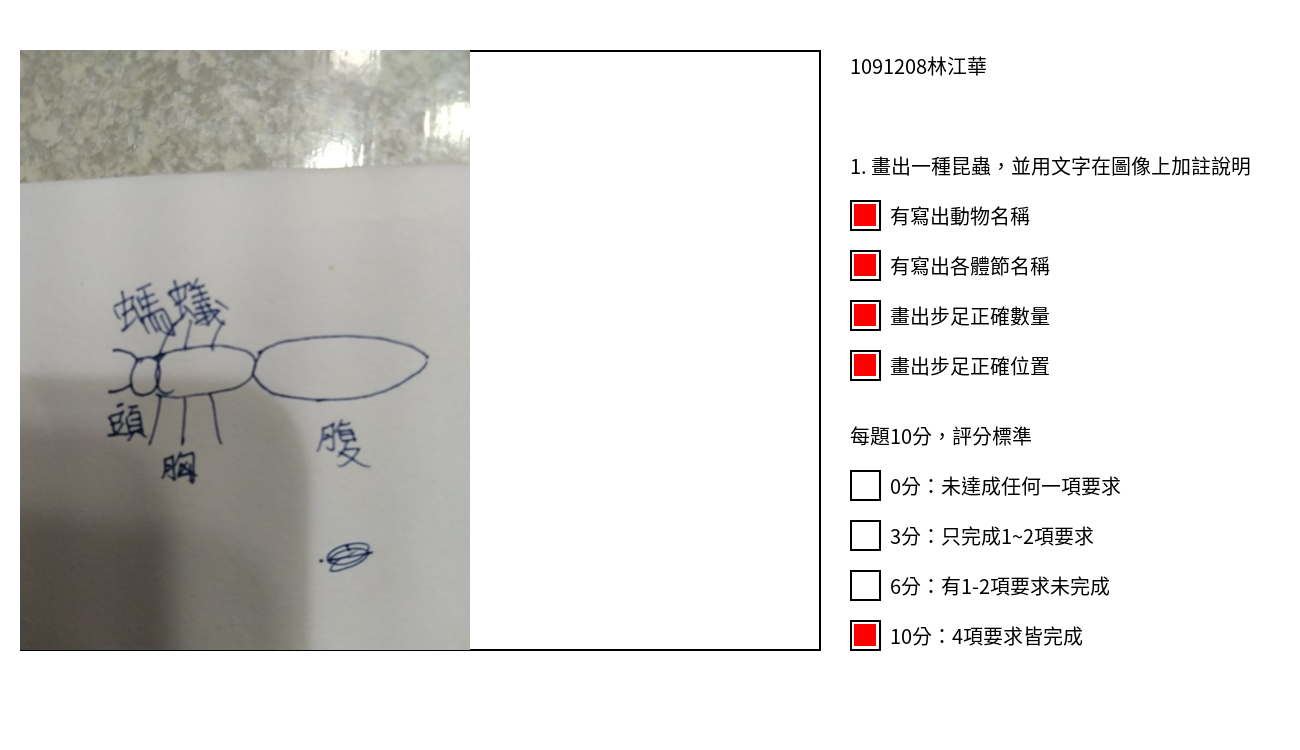 螞蟻
頭
胸
腹
1091208林江華
1. 畫出一種昆蟲，並用文字在圖像上加註說明
有寫出動物名稱
有寫出各體節名稱
畫出步足正確數量
畫出步足正確位置
每題10分，評分標準
0分：未達成任何一項要求
3分：只完成1~2項要求
6分：有1-2項要求未完成
10分：4項要求皆完成